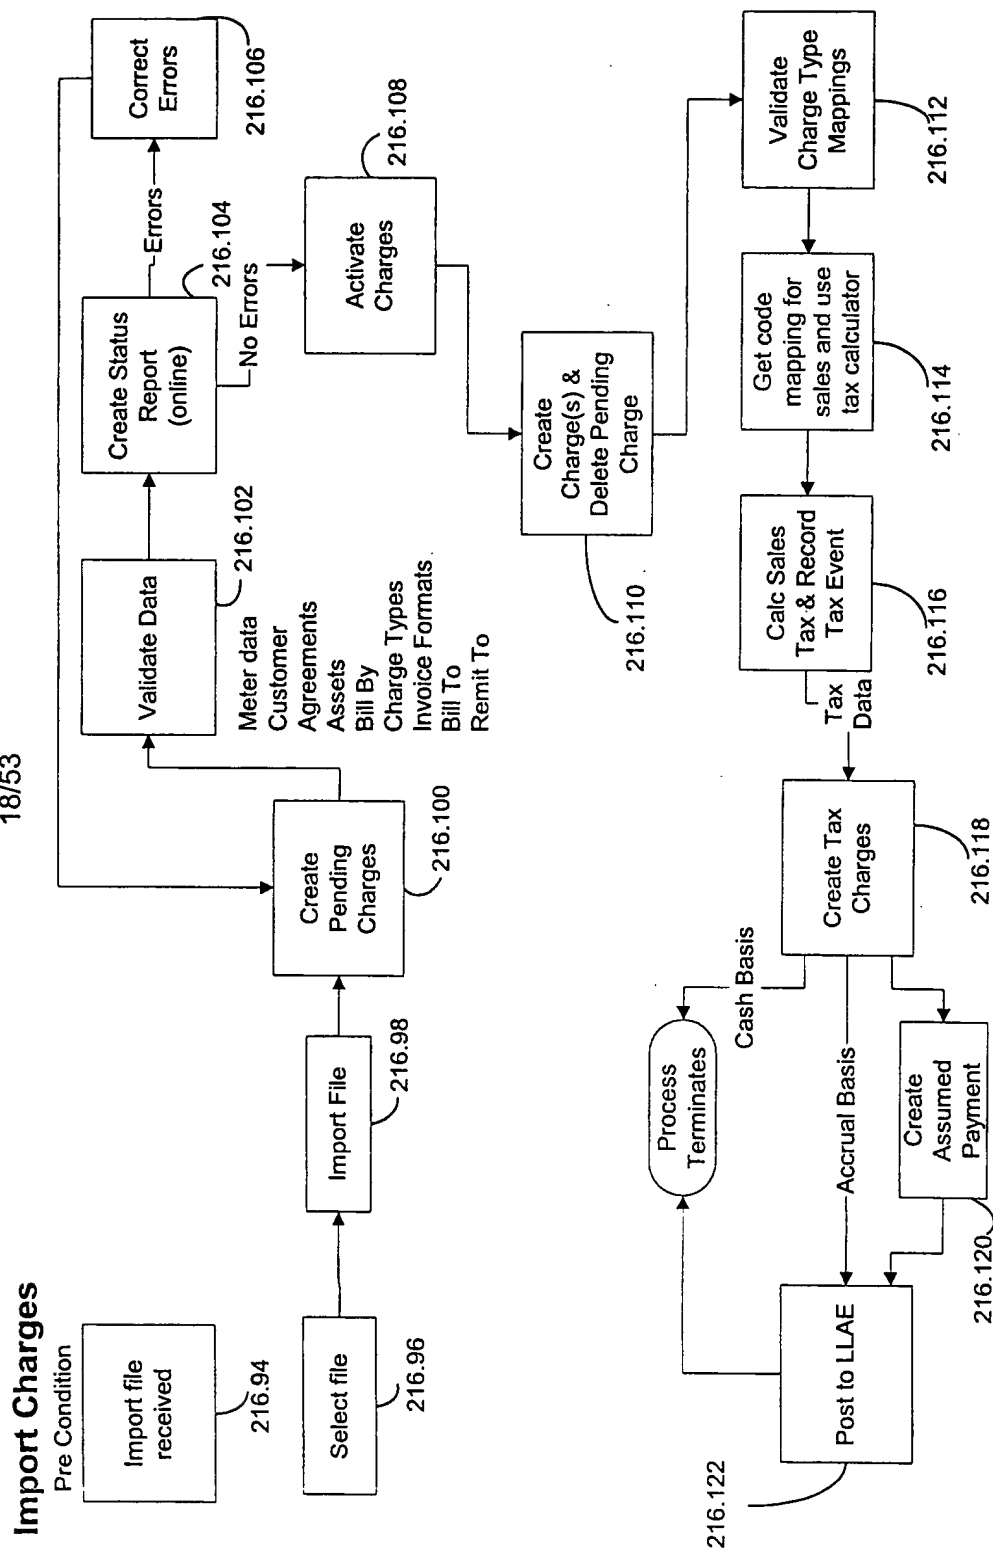 18/53
Import Charges
Pre Condition
Import file
received
216.94
Select file
216.96
Import File
216.98
Create
Pending
Charges
216.100
Validate Data
216.102
Meter data
Customer
Agreements
Assets
Bill By
Charge Types
Invoice Formats
Bill To
Remit To
Create Status
Report
(online)
216.104
Errors
No Errors
Correct
Errors
216.106
Activate
Charges
216.108
Create
Charge(s) &
Delete Pending
Charge
216.110
Validate
Charge Type
Mappings
216.112
Get code
mapping for
sales and use
tax calculator
216.114
Calc Sales
Tax & Record
Tax Event
216.116
Tax
Data
Create Tax
Charges
216.118
Cash Basis
Accrual Basis
Process
Terminates
Create
Assumed
Payment
216.120
Post to LLAE
216.122